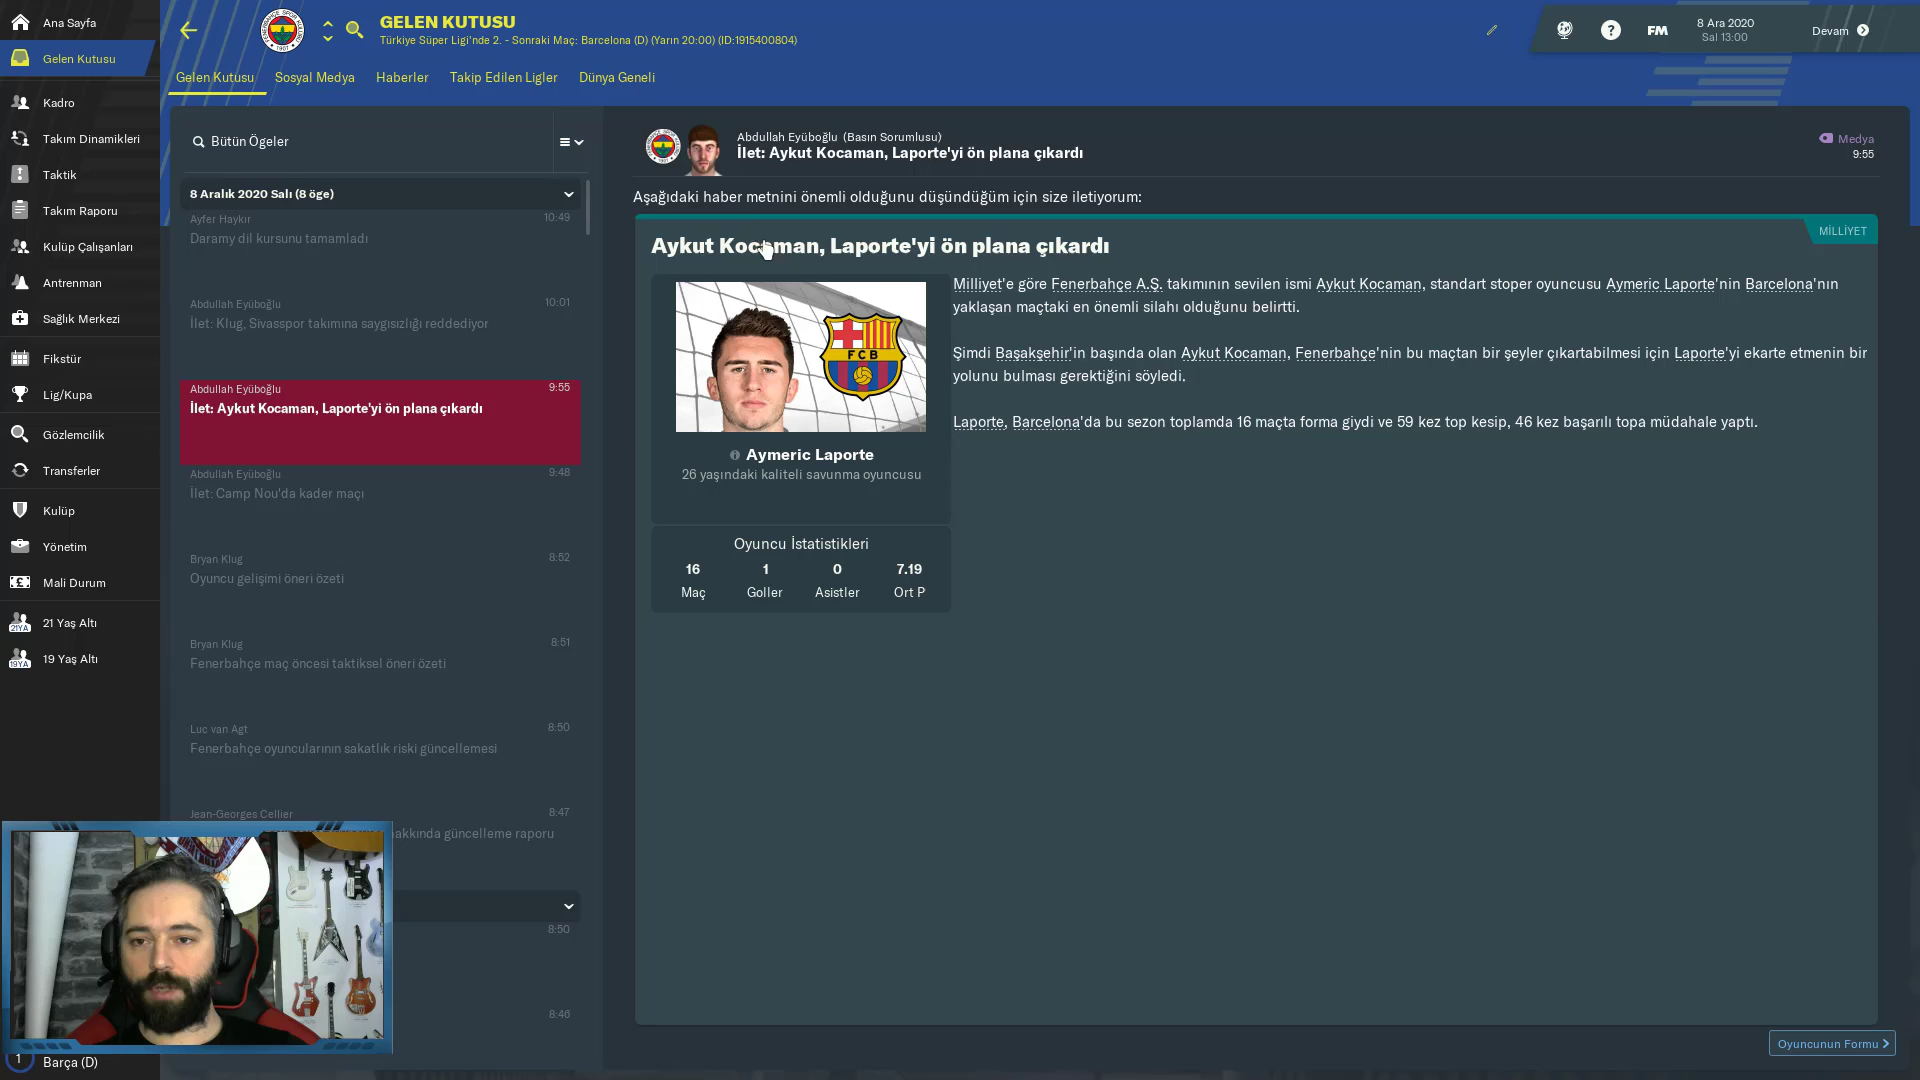 Ana Sayfa
Gelen Kutusu
Kadro
Takım Dinamikleri
Taktik
Takım Raporu
Kulüp Çalışanları
Antrenman
Sağlık Merkezi
Fikstür
Lig/Kupa
Gözlemcilik
Transferler
Kulüp
Yönetim
Mali Durum
21YA
21 Yaş Altı
19YA
19 Yaş Altı
1
Barça (D)
GELEN KUTUSU
Türkiye Süper Ligi'nde 2. - Sonraki Maç: Barcelona (D) (Yarın 20:00) (ID:1915400804)
FM
8 Ara 2020
Sal 13:00
Devam
Gelen Kutusu
Sosyal Medya
Haberler
Takip Edilen Ligler
Dünya Geneli
Bütün Ögeler
8 Aralık 2020 Salı (8 öge)
Ayfer Haykır
10:49
Daramy dil kursunu tamamladı
Abdullah Eyüboğlu
10:01
İlet: Klug, Sivasspor takımına saygısızlığı reddediyor
Abdullah Eyüboğlu
9:55
İlet: Aykut Kocaman, Laporte'yi ön plana çıkardı
Abdullah Eyüboğlu
9:48
İlet: Camp Nou'da kader maçı
Bryan Klug
8:52
Oyuncu gelişimi öneri özeti
Bryan Klug
8:51
Fenerbahçe maç öncesi taktiksel öneri özeti
Luc van Agt
8:50
Fenerbahçe oyuncularının sakatlık riski güncellemesi
Jean-Georges Cellier
8:47
hakkında güncelleme raporu
8:50
8:46
Abdullah Eyüboğlu (Basın Sorumlusu)
İlet: Aykut Kocaman, Laporte'yi ön plana çıkardı
Medya
9:55
Aşağıdaki haber metnini önemli olduğunu düşündüğüm için size iletiyorum:
MİLLİYET
Aykut Kocaman, Laporte'yi ön plana çıkardı
FCB
Aymeric Laporte
26 yaşındaki kaliteli savunma oyuncusu
Oyuncu İstatistikleri
16 1 0 7.19
Maç Goller Asistler Ort P
Milliyet'e göre Fenerbahçe A.Ş. takımının sevilen ismi Aykut Kocaman, standart stoper oyuncusu Aymeric Laporte'nin Barcelona'nın
yaklaşan maçtaki en önemli silahı olduğunu belirtti.
Şimdi Başakşehir'in başında olan Aykut Kocaman, Fenerbahçe'nin bu maçtan bir şeyler çıkartabilmesi için Laporte'yi ekarte etmenin bir
yolunu bulması gerektiğini söyledi.
Laporte, Barcelona'da bu sezon toplamda 16 maçta forma giydi ve 59 kez top kesip, 46 kez başarılı topa müdahale yaptı.
Oyuncunun Formu